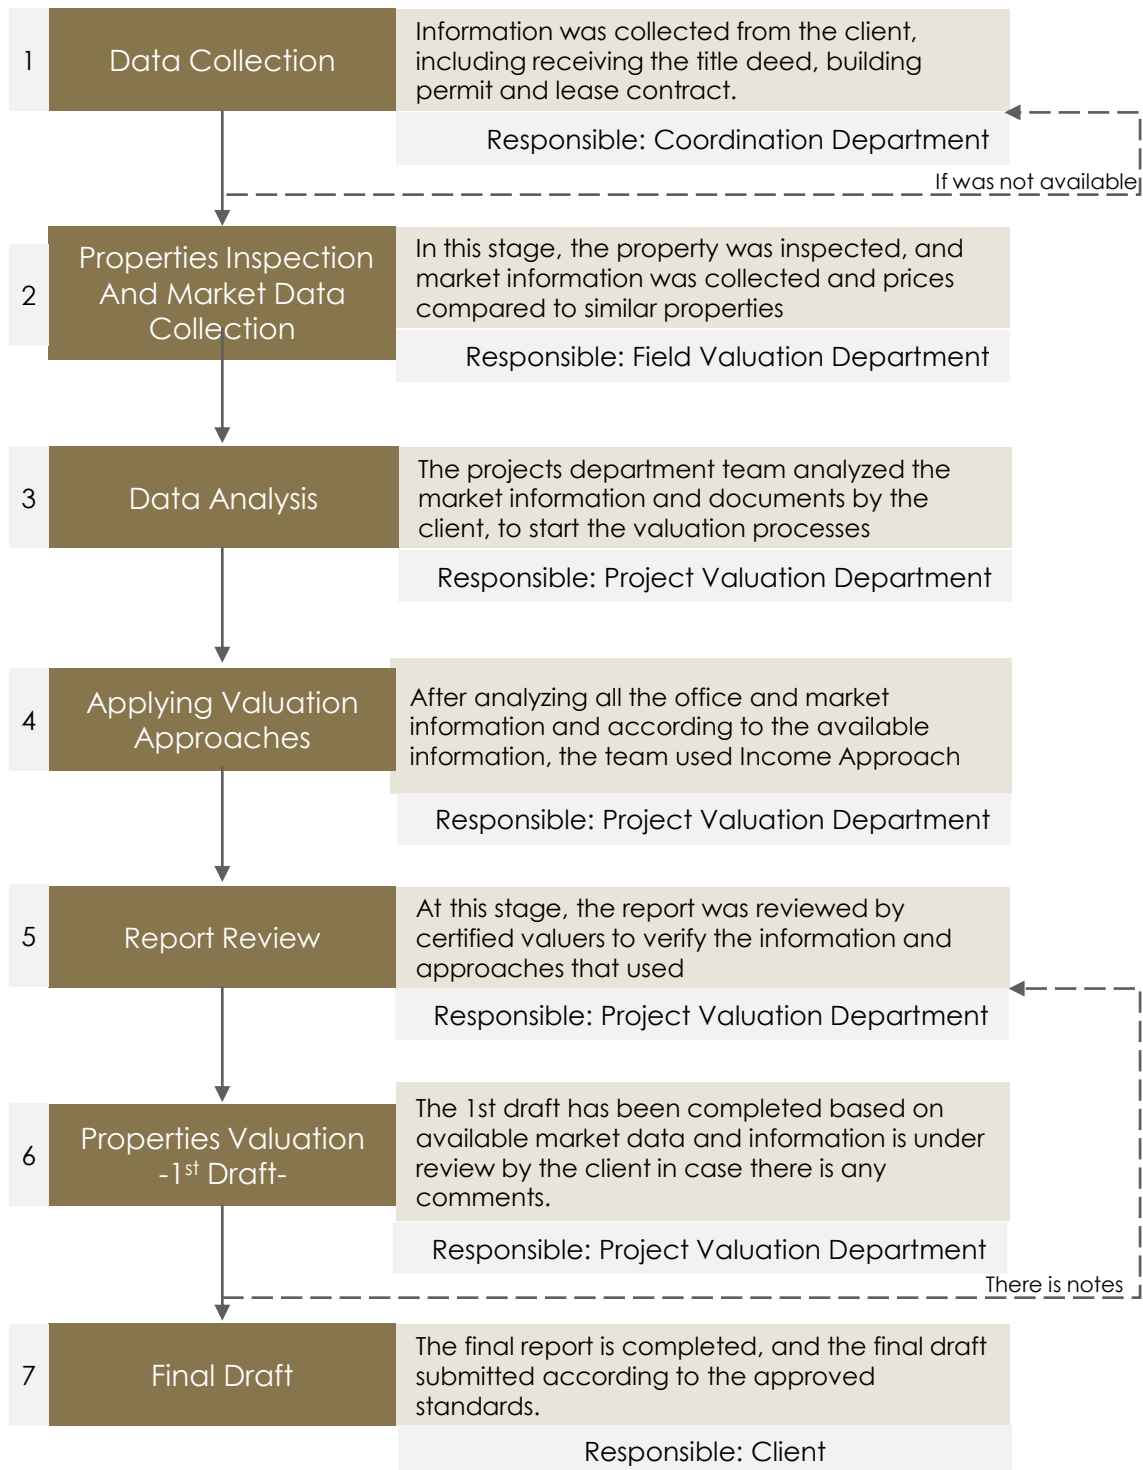 1
Data Collection
Information was collected from the client,
including receiving the title deed, building
permit and lease contract.
Responsible: Coordination Department
If was not available
2
Properties Inspection
And Market Data
Collection
In this stage, the property was inspected, and
market information was collected and prices
compared to similar properties
Responsible: Field Valuation Department
3
Data Analysis
The projects department team analyzed the
market information and documents by the
client, to start the valuation processes
Responsible: Project Valuation Department
4
Applying Valuation
Approaches
After analyzing all the office and market
information and according to the available
information, the team used Income Approach
Responsible: Project Valuation Department
5
Report Review
At this stage, the report was reviewed by
certified valuers to verify the information and
approaches that used
Responsible: Project Valuation Department
6
Properties Valuation
-1st Draft-
The 1st draft has been completed based on
available market data and information is under
review by the client in case there is any
comments.
Responsible: Project Valuation Department
There is notes
7
Final Draft
The final report is completed, and the final draft
submitted according to the approved
standards.
Responsible: Client